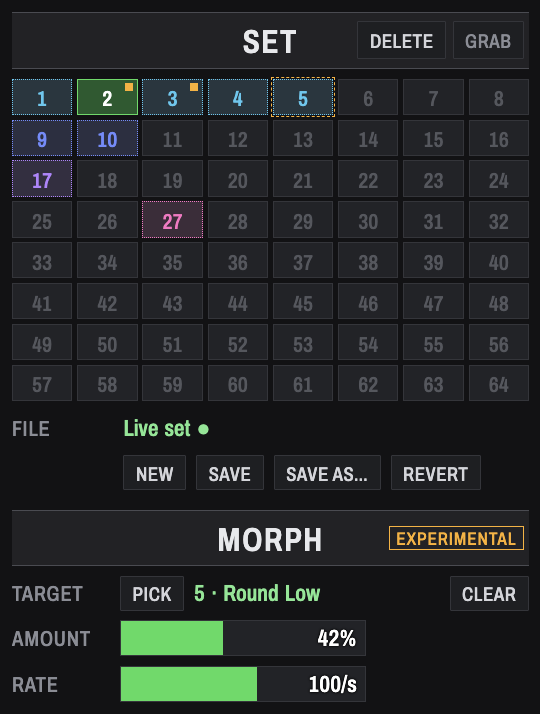 SET DELETE GRAB
1 2 3 4 5 6 7 8
9 10 11 12 13 14 15 16
17 18 19 20 21 22 23 24
25 26 27 28 29 30 31 32
33 34 35 36 37 38 39 40
41 42 43 44 45 46 47 48
49 50 51 52 53 54 55 56
57 58 59 60 61 62 63 64
FILE Live set ●
NEW SAVE SAVE AS... REVERT
MORPH EXPERIMENTAL
TARGET PICK 5 · Round Low CLEAR
AMOUNT 42%
RATE 100/s